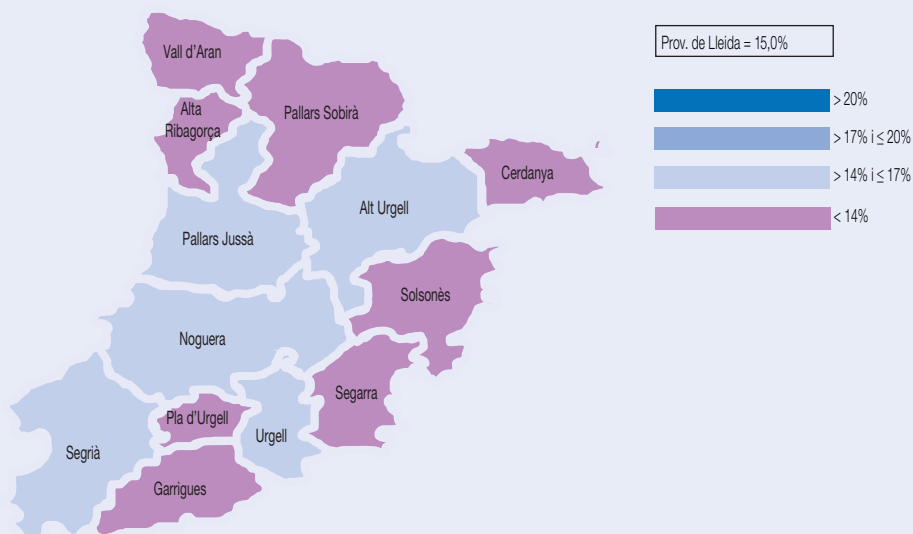 Prov. de Lleida = 15,0%
> 20%
> 17% i ≤ 20%
> 14% i ≤ 17%
< 14%
Vall d'Aran
Alta
Ribagorça
Pallars Sobirà
Cerdanya
Alt Urgell
Pallars Jussà
Solsonès
Noguera
Segarra
Pla d'Urgell
Urgell
Segrià
Garrigues